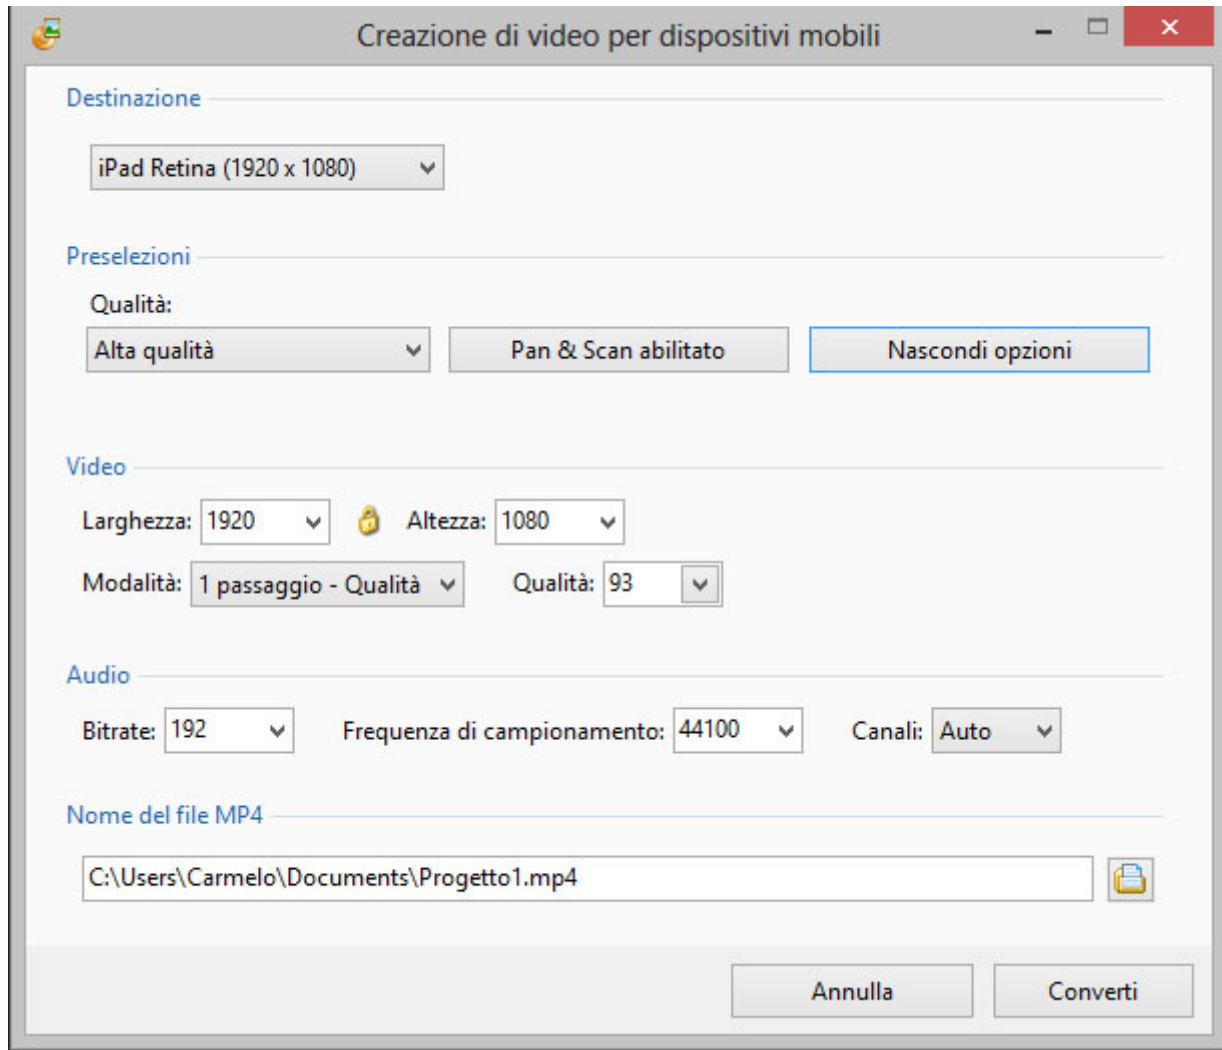 Creazione di video per dispositivi mobili
Destinazione
iPad Retina (1920 x 1080)
Preselezioni
Qualità:
Alta qualità Pan & Scan abilitato Nascondi opzioni
Video
Larghezza: 1920 Altezza: 1080
Modalità: 1 passaggio - Qualità Qualità: 93
Audio
Bitrate: 192 Frequenza di campionamento: 44100 Canali: Auto
Nome del file MP4
C:\Users\Carmelo\Documents\Progetto1.mp4
Annulla Converti